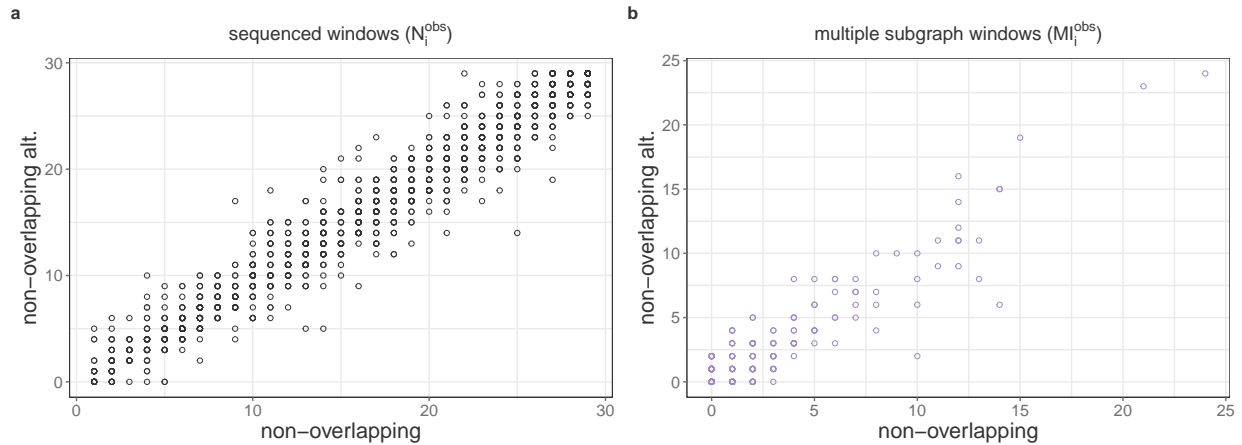 a
sequenced windows (N_i^obs)
30
20
10
0
non−overlapping alt.
0 10 20 30
non−overlapping
b
multiple subgraph windows (MI_i^obs)
25
20
15
10
5
0
non−overlapping alt.
0 5 10 15 20 25
non−overlapping